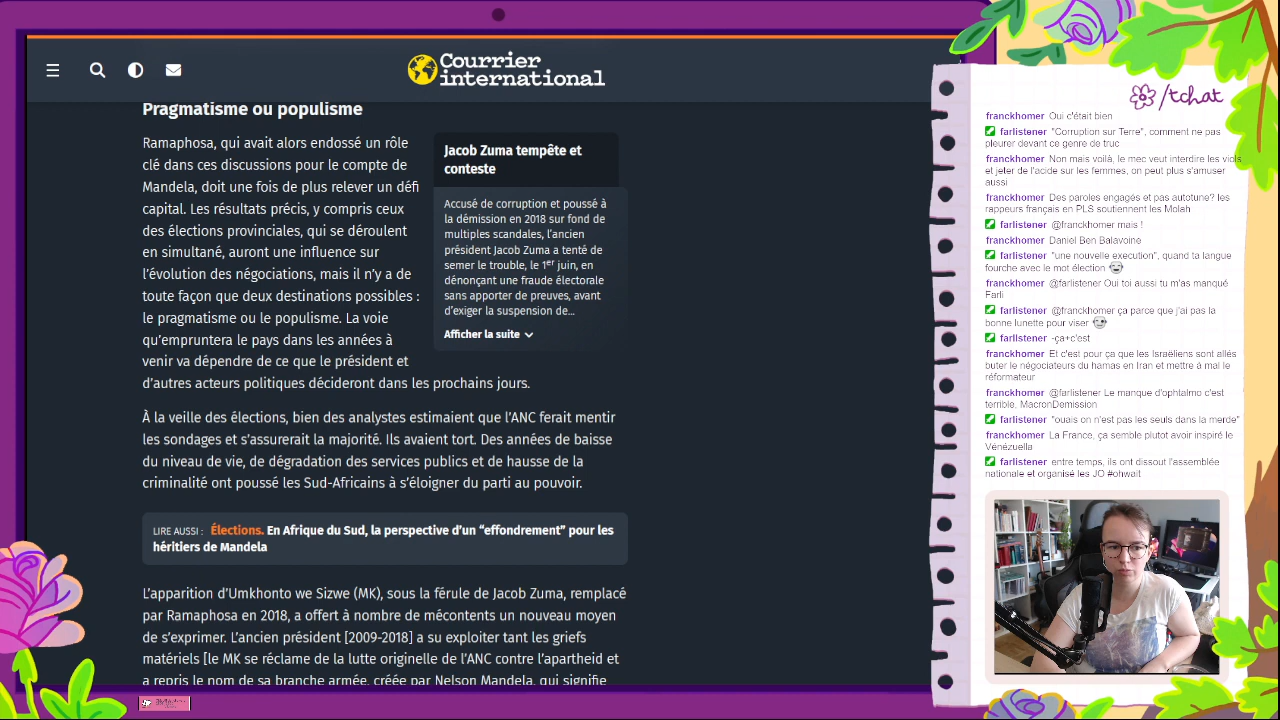 Courrier
international
Pragmatisme ou populisme
Ramaphosa, qui avait alors endossé un rôle
clé dans ces discussions pour le compte de
Mandela, doit une fois de plus relever un défi
capital. Les résultats précis, y compris ceux
des élections provinciales qui se déroulent
en simultané, auront une influence sur
l'évolution des négociations, mais il n'y a de
toute façon que deux destinations possibles :
le pragmatisme ou le populisme. La voie
qu'empruntera le pays dans les années à
venir va dépendre de ce que le président et
d'autres acteurs politiques décideront dans les prochains jours.
Jacob Zuma tempête et
conteste
Accusé de corruption et poussé à
la démission en 2018 sur fond de
multiples scandales, l'ancien
président Jacob Zuma a tenté de
semer le trouble, le 1er juin, en
dénonçant une fraude électorale
sans apporter de preuves, avant
d'exiger la suspension de...
Afficher la suite
À la veille des élections, bien des analystes estimaient que l'ANC ferait mentir
les sondages et s'assurerait la majorité. Ils avaient tort. Des années de baisse
du niveau de vie, de dégradation des services publics et de hausse de la
criminalité ont poussé les Sud-Africains à s'éloigner du parti au pouvoir.
LIRE AUSSI : Élections. En Afrique du Sud, la perspective d'un “effondrement” pour les
héritiers de Mandela
L'apparition d'Umkhonto we Sizwe (MK), sous la férule de Jacob Zuma, remplacé
par Ramaphosa en 2018, a offert à nombre de mécontents un nouveau moyen
de s'exprimer. L'ancien président [2009-2018] a su exploiter tant les griefs
matériels [le MK se réclame de la lutte originelle de l'ANC contre l'apartheid et
a repris le nom de sa branche armée, créée par Nelson Mandela, qui signifie
/tchat
franckhomer Oui c'était bien
farlistener "Corruption sur Terre", comment ne pas
pleurer devant ce genre de truc
franckhomer Non mais voilà, le mec veut interdire les viols
et jeter de l'acide sur les femmes, on peut plus s'amuser
aussi
franckhomer Des paroles engagés et pas autotune? les
rappeurs français en PLS soutiennent les Molah
farlistener @franckhomer mais !
franckhomer Daniel Ben Balavoine
farlistener "une nouvelle execution", quand ta langue
fourche avec le mot élection
franckhomer @farlistener Oui toi aussi tu m'as manqué
Farli
farlistener @franckhomer ça parce que j'ai pas la
bonne lunette pour viser
farlistener -ça+c'est
franckhomer Et c'est pour ça que les Israëliens sont allés
buter le négociateurs du hamas en Iran et mettre à mal le
réformateur
franckhomer @farlistener Le manque d'ophtalmo c'est
terrible, MacronDemission
farlistener "ouais on n'est pas les seuls dans la merde"
franckhomer La France, ça semble plutot avoir inspiré le
Vénézuella
farlistener entre temps, ils ont dissout l'assemblée
nationale et organisé les JO #ohwait